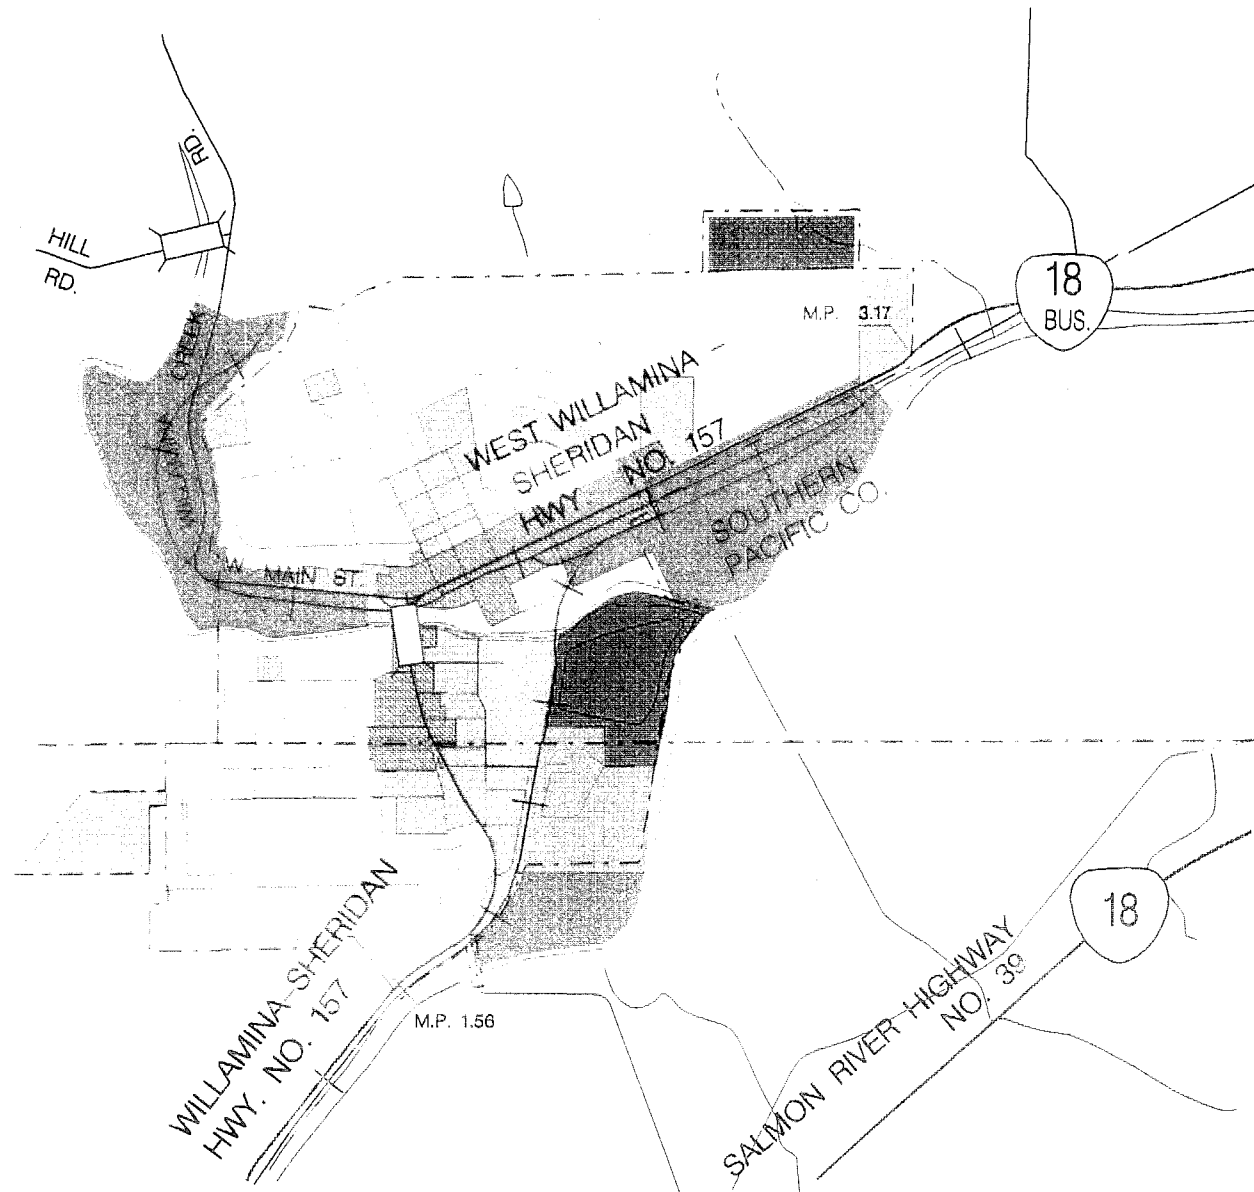 RD.
HILL
RD.
18
BUS.
M.P. 3.17
CREEK
WILLAMINA
WEST WILLAMINA
SHERIDAN
HWY. NO. 157
SOUTHERN
PACIFIC CO.
W. MAIN ST.
WILLAMINA-SHERIDAN
HWY. NO. 157
M.P. 1.56
18
SALMON RIVER HIGHWAY
NO. 39